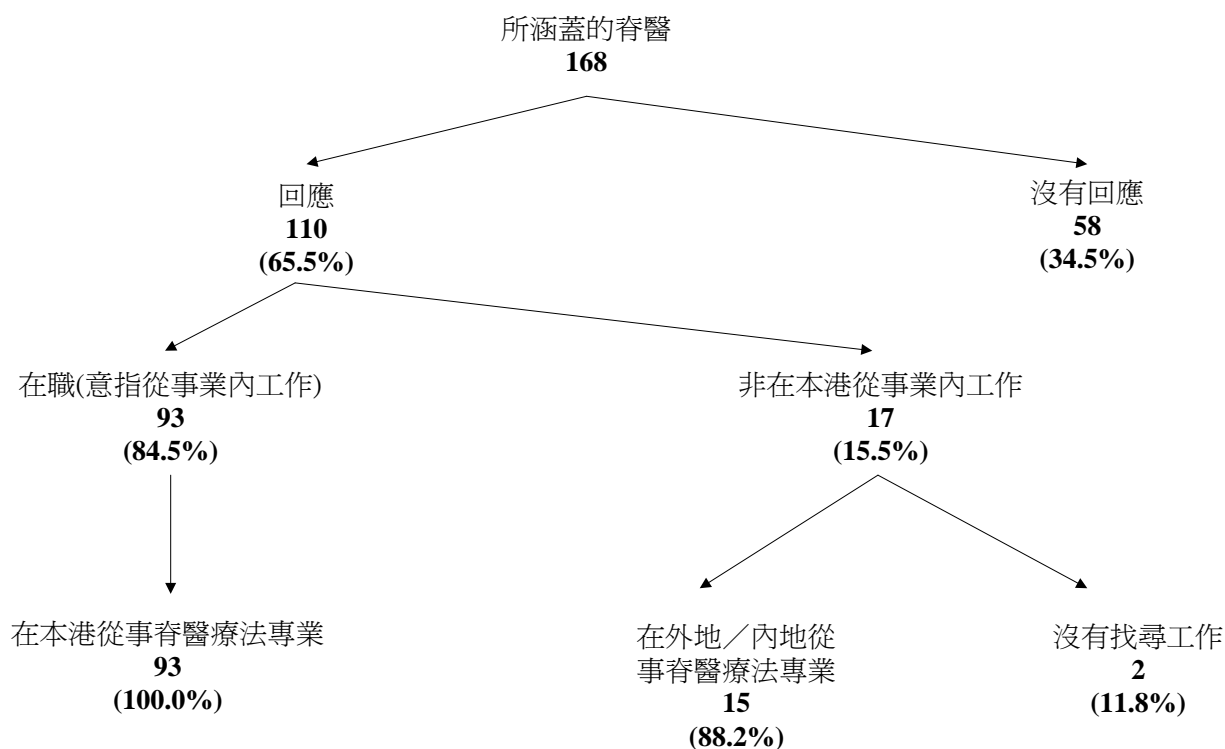 所涵蓋的脊醫
168
回應
110
(65.5%)
沒有回應
58
(34.5%)
在職(意指從事業內工作)
93
(84.5%)
非在本港從事業內工作
17
(15.5%)
在本港從事脊醫療法專業
93
(100.0%)
在外地／內地從
事脊醫療法專業
15
(88.2%)
沒有找尋工作
2
(11.8%)